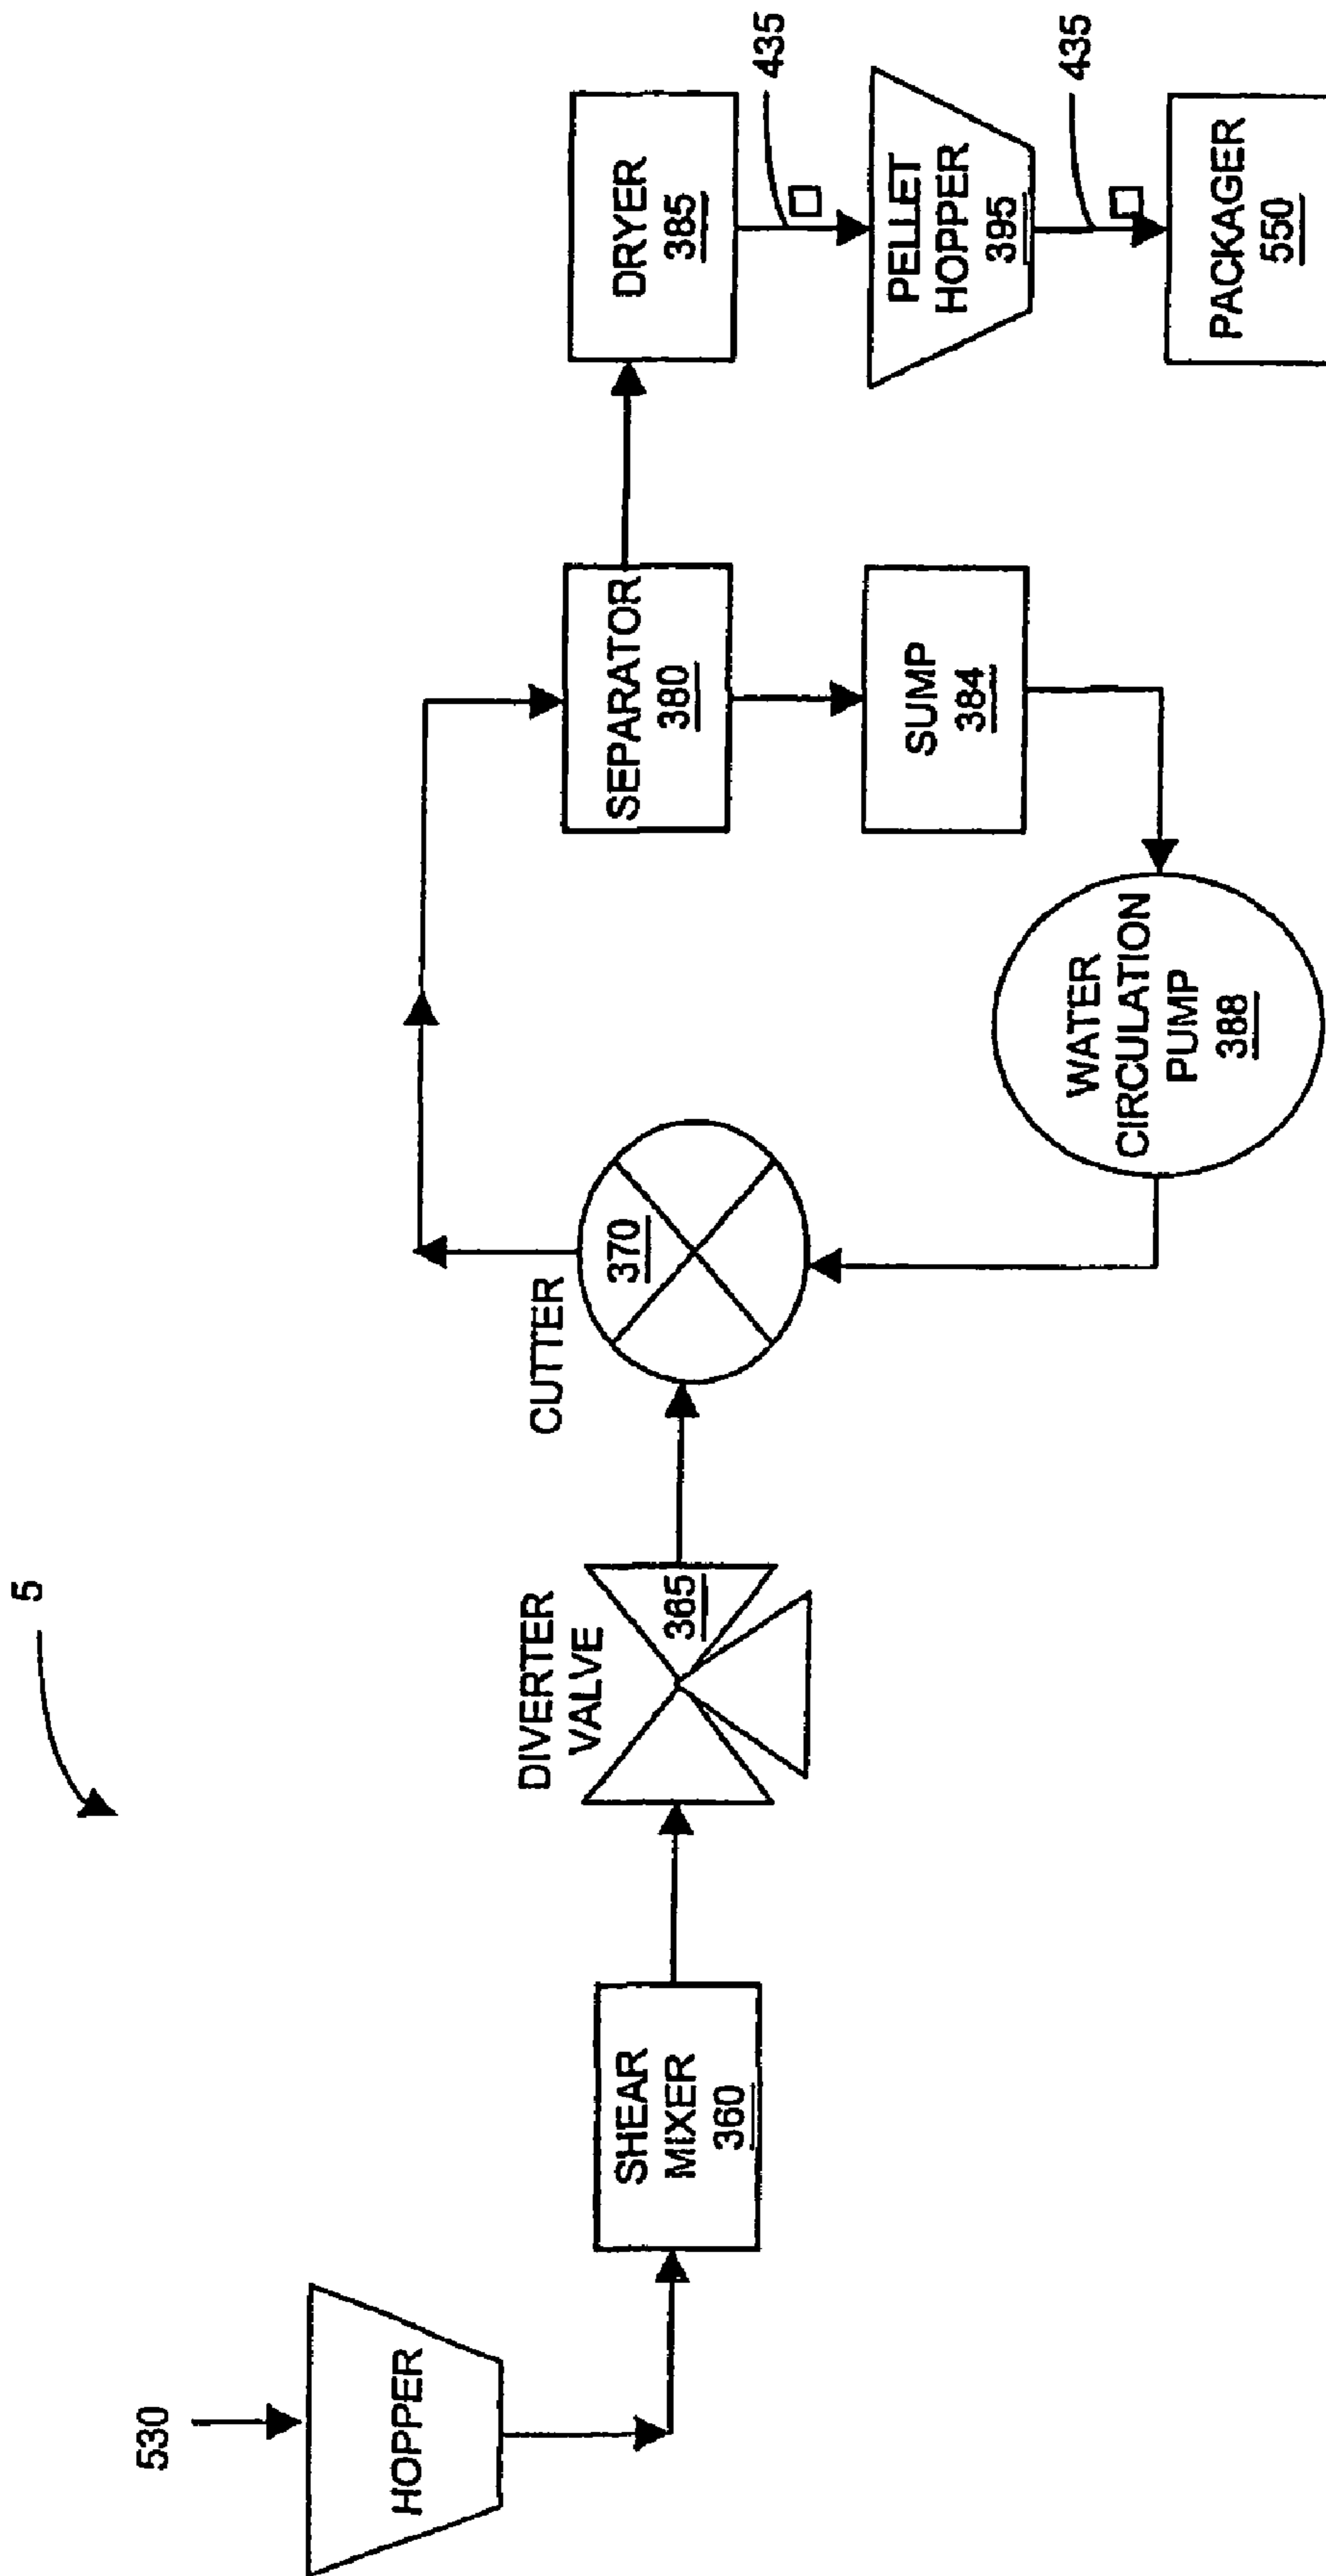 5
530
HOPPER
SHEAR
MIXER
360
DIVERTER
VALVE
365
CUTTER
370
SEPARATOR
380
SUMP
384
WATER
CIRCULATION
PUMP
388
DRYER
385
435
PELLET
HOPPER
395
435
PACKAGER
550